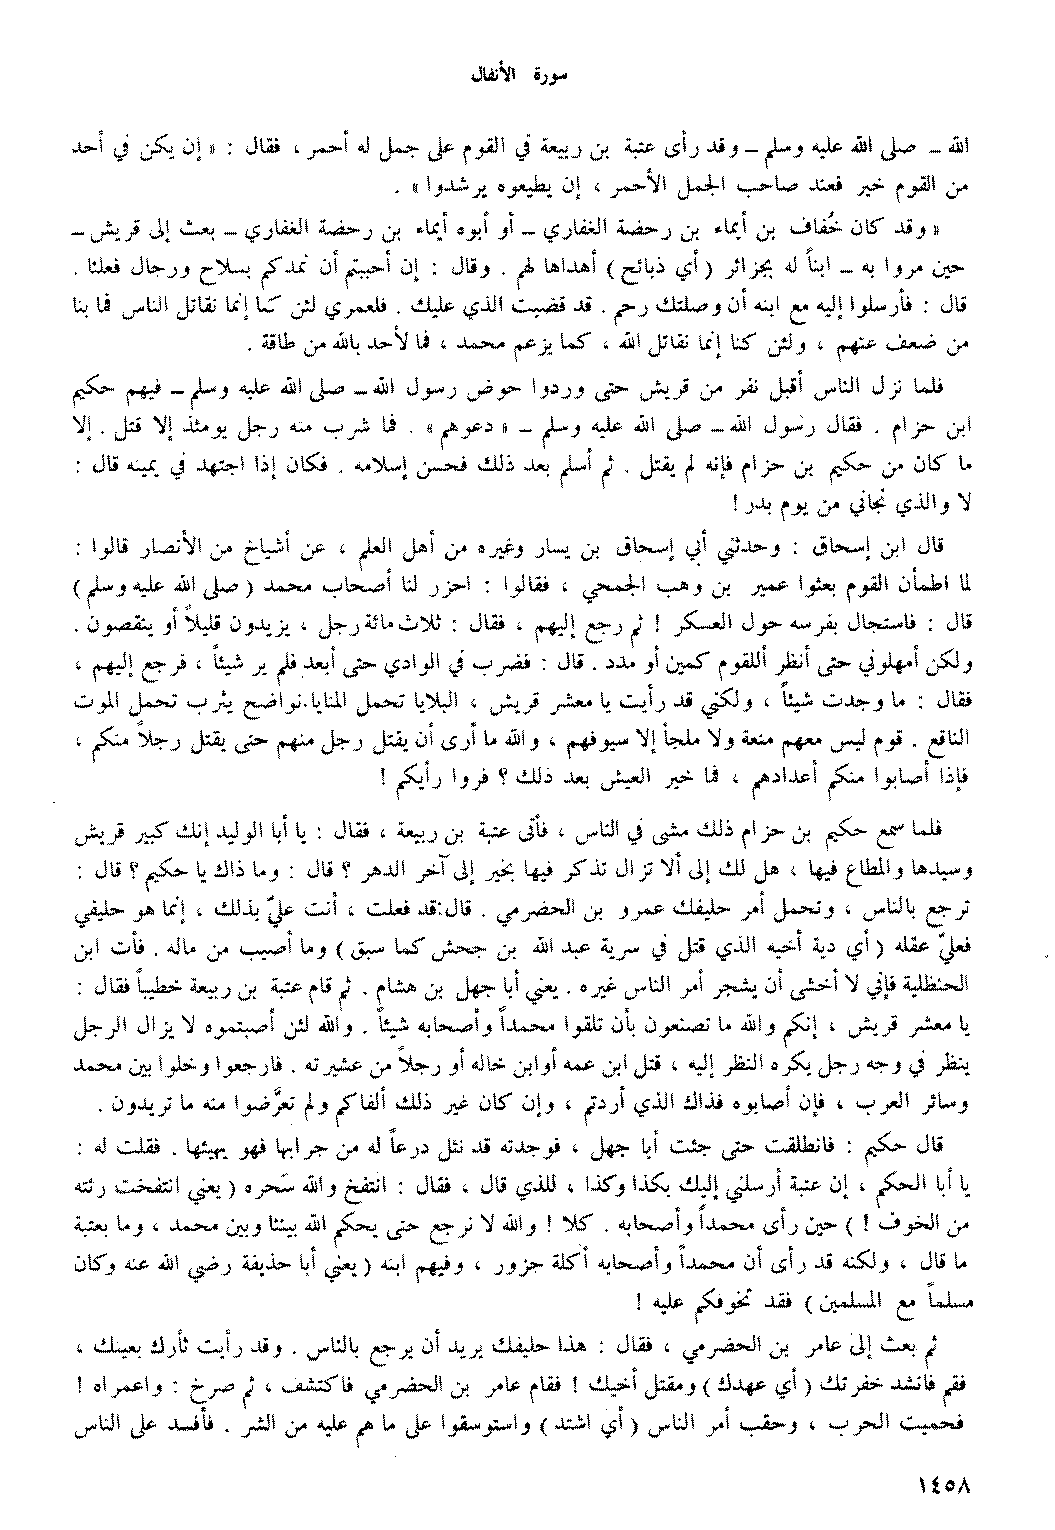 سورة الأنفال
الله – صلى الله عليه وسلم – وقد رأى عتبة بن ربيعة في القوم على جمل له أحمر ، فقال : « إن يكن في أحد
من القوم خير فعند صاحب الجمل الأحمر ، إن يطيعوه يرشدوا » .
« وقد كان خُفاف بن أيماء بن رحضة الغفاري – أو أبوه أيماء بن رحضة الغفاري – بعث إلى قريش –
حين مروا به – ابناً له بجزائر ( أي ذبائح ) أهداها لهم . وقال : إن أحببتم أن نمدكم بسلاح ورجال فعلنا .
قال : فأرسلوا إليه مع ابنه أن وصلتك رحم . قد قضيت الذي عليك . فلعمري لئن كنا إنما نقاتل الناس فما بنا
من ضعف عنهم ، ولئن كنا إنما نقاتل الله ، كما يزعم محمد ، فما لأحد بالله من طاقة .
فلما نزل الناس أقبل نفر من قريش حتى وردوا حوض رسول الله – صلى الله عليه وسلم – فيهم حكيم
ابن حزام . فقال رسول الله – صلى الله عليه وسلم – « دعوهم » . فما شرب منه رجل يومئذ إلا قتل . إلا
ما كان من حكيم بن حزام فإنه لم يقتل . ثم أسلم بعد ذلك فحسن إسلامه . فكان إذا اجتهد في يمينه قال :
لا والذي نجاني من يوم بدر !
قال ابن إسحاق : وحدثني أبي إسحاق بن يسار وغيره من أهل العلم ، عن أشياخ من الأنصار قالوا :
لما اطمأن القوم بعثوا عمير بن وهب الجمحي ، فقالوا : احزر لنا أصحاب محمد ( صلى الله عليه وسلم )
قال : فاستجال بفرسه حول العسكر ! ثم رجع إليهم ، فقال : ثلاث مائة رجل ، يزيدون قليلاً أو ينقصون .
ولكن أمهلوني حتى أنظر أللقوم كمين أو مدد . قال : فضرب في الوادي حتى أبعد فلم ير شيئاً ، فرجع إليهم ،
فقال : ما وجدت شيئاً ، ولكني قد رأيت يا معشر قريش ، البلايا تحمل المنايا.نواضح يثرب تحمل الموت
الناقع . قوم ليس معهم منعة ولا ملجأ إلا سيوفهم ، والله ما أرى أن يقتل رجل منهم حتى يقتل رجلاً منكم ،
فإذا أصابوا منكم أعدادهم ، فما خير العيش بعد ذلك ؟ فروا رأيكم !
فلما سمع حكيم بن حزام ذلك مشى في الناس ، فأتى عتبة بن ربيعة ، فقال : يا أبا الوليد إنك كبير قريش
وسيدها والمطاع فيها ، هل لك إلى ألا تزال تذكر فيها بخير إلى آخر الدهر ؟ قال : وما ذاك يا حكيم ؟ قال :
ترجع بالناس ، وتحمل أمر حليفك عمرو بن الحضرمي . قال:قد فعلت ، أنت عليّ بذلك ، إنما هو حليفي
فعليّ عقله ( أي دية أخيه الذي قتل في سرية عبد الله بن جحش كما سبق ) وما أصيب من ماله . فأت ابن
الحنظلية فإني لا أخشى أن يشجر أمر الناس غيره . يعني أبا جهل بن هشام . ثم قام عتبة بن ربيعة خطيباً فقال :
يا معشر قريش ، إنكم والله ما تصنعون بأن تلقوا محمداً وأصحابه شيئاً . والله لئن أصبتموه لا يزال الرجل
ينظر في وجه رجل يكره النظر إليه ، قتل ابن عمه أوابن خاله أو رجلاً من عشيرته . فارجعوا وخلوا بين محمد
وسائر العرب ، فإن أصابوه فذاك الذي أردتم ، وإن كان غير ذلك ألفاكم ولم تعرَّضوا منه ما تريدون .
قال حكيم : فانطلقت حتى جئت أبا جهل ، فوجدته قد نثل درعاً له من جرابها فهو يهيئها . فقلت له :
يا أبا الحكم ، إن عتبة أرسلني إليك بكذا وكذا ، للذي قال ، فقال : انتفخ والله سَحره ( يعني انتفخت رئته
من الخوف ! ) حين رأى محمداً وأصحابه . كلا ! والله لا نرجع حتى يحكم الله بيننا وبين محمد ، وما بعتبة
ما قال ، ولكنه قد رأى أن محمداً وأصحابه أكلة جزور ، وفيهم ابنه ( يعني أبا حذيفة رضي الله عنه وكان
مسلماً مع المسلمين ) فقد تخوفكم عليه !
ثم بعث إلى عامر بن الحضرمي ، فقال : هذا حليفك يريد أن يرجع بالناس . وقد رأيت ثأرك بعينك ،
فقم فانشد خفرتك ( أي عهدك ) ومقتل أخيك ! فقام عامر بن الحضرمي فاكتشف ، ثم صرخ : واعمراه !
فحميت الحرب ، وحقب أمر الناس ( أي اشتد ) واستوسقوا على ما هم عليه من الشر . فأفسد على الناس
١٤٥٨